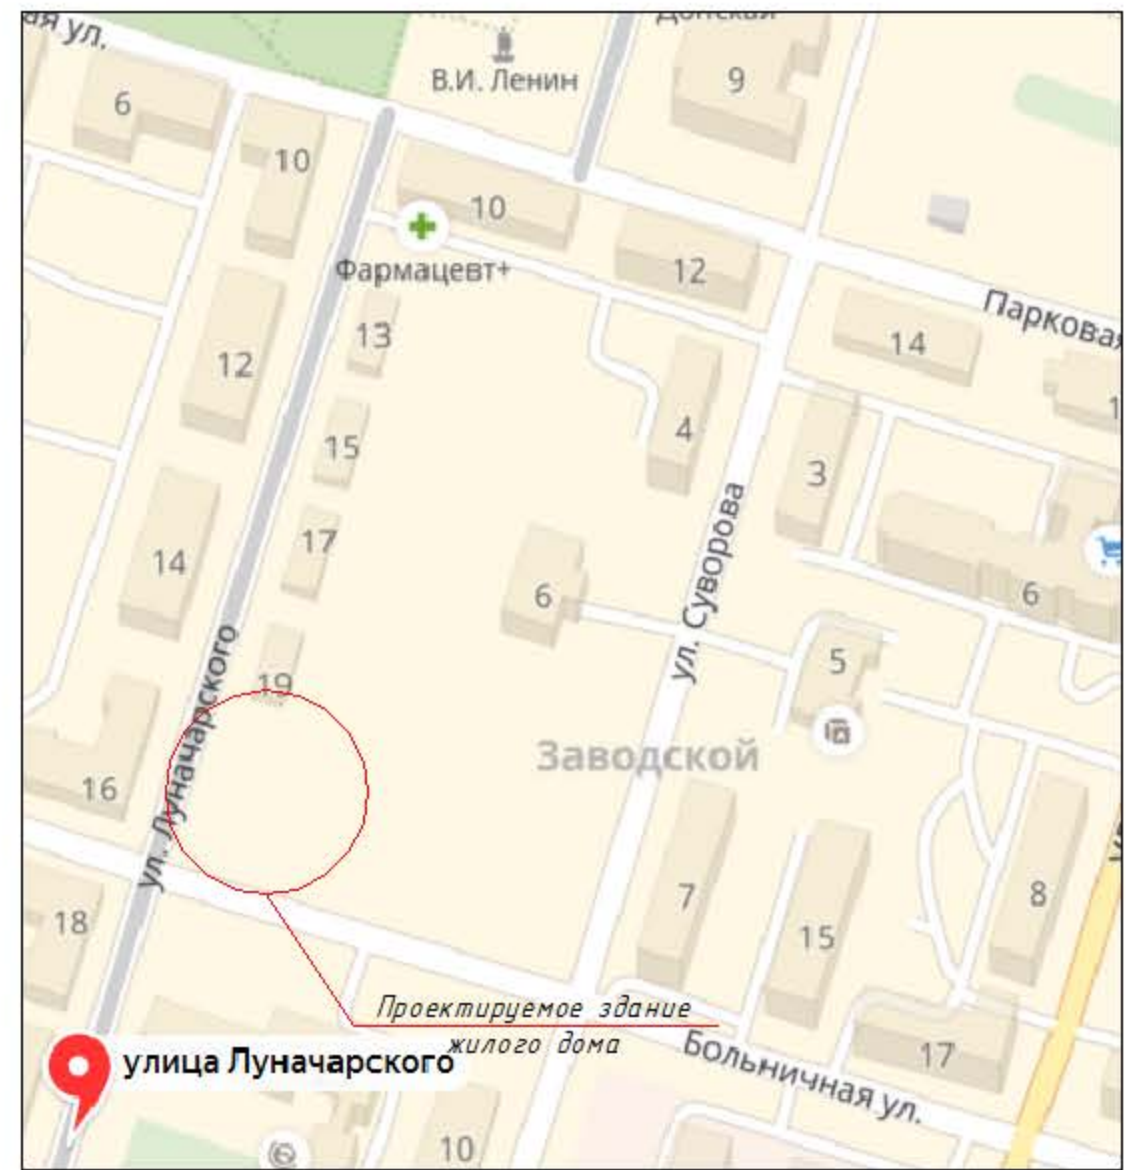 ая ул.
Донская
В.И. Ленин
9
6
10
10
12
Фармацевт+
Парковая
13
14
12
15
4
3
17
14
6
6
ул. Суворова
5
19
ул. Луначарского
Заводской
16
7
8
18
15
Проектируемое здание
жилого дома
улица Луначарского
Больничная ул.
17
10